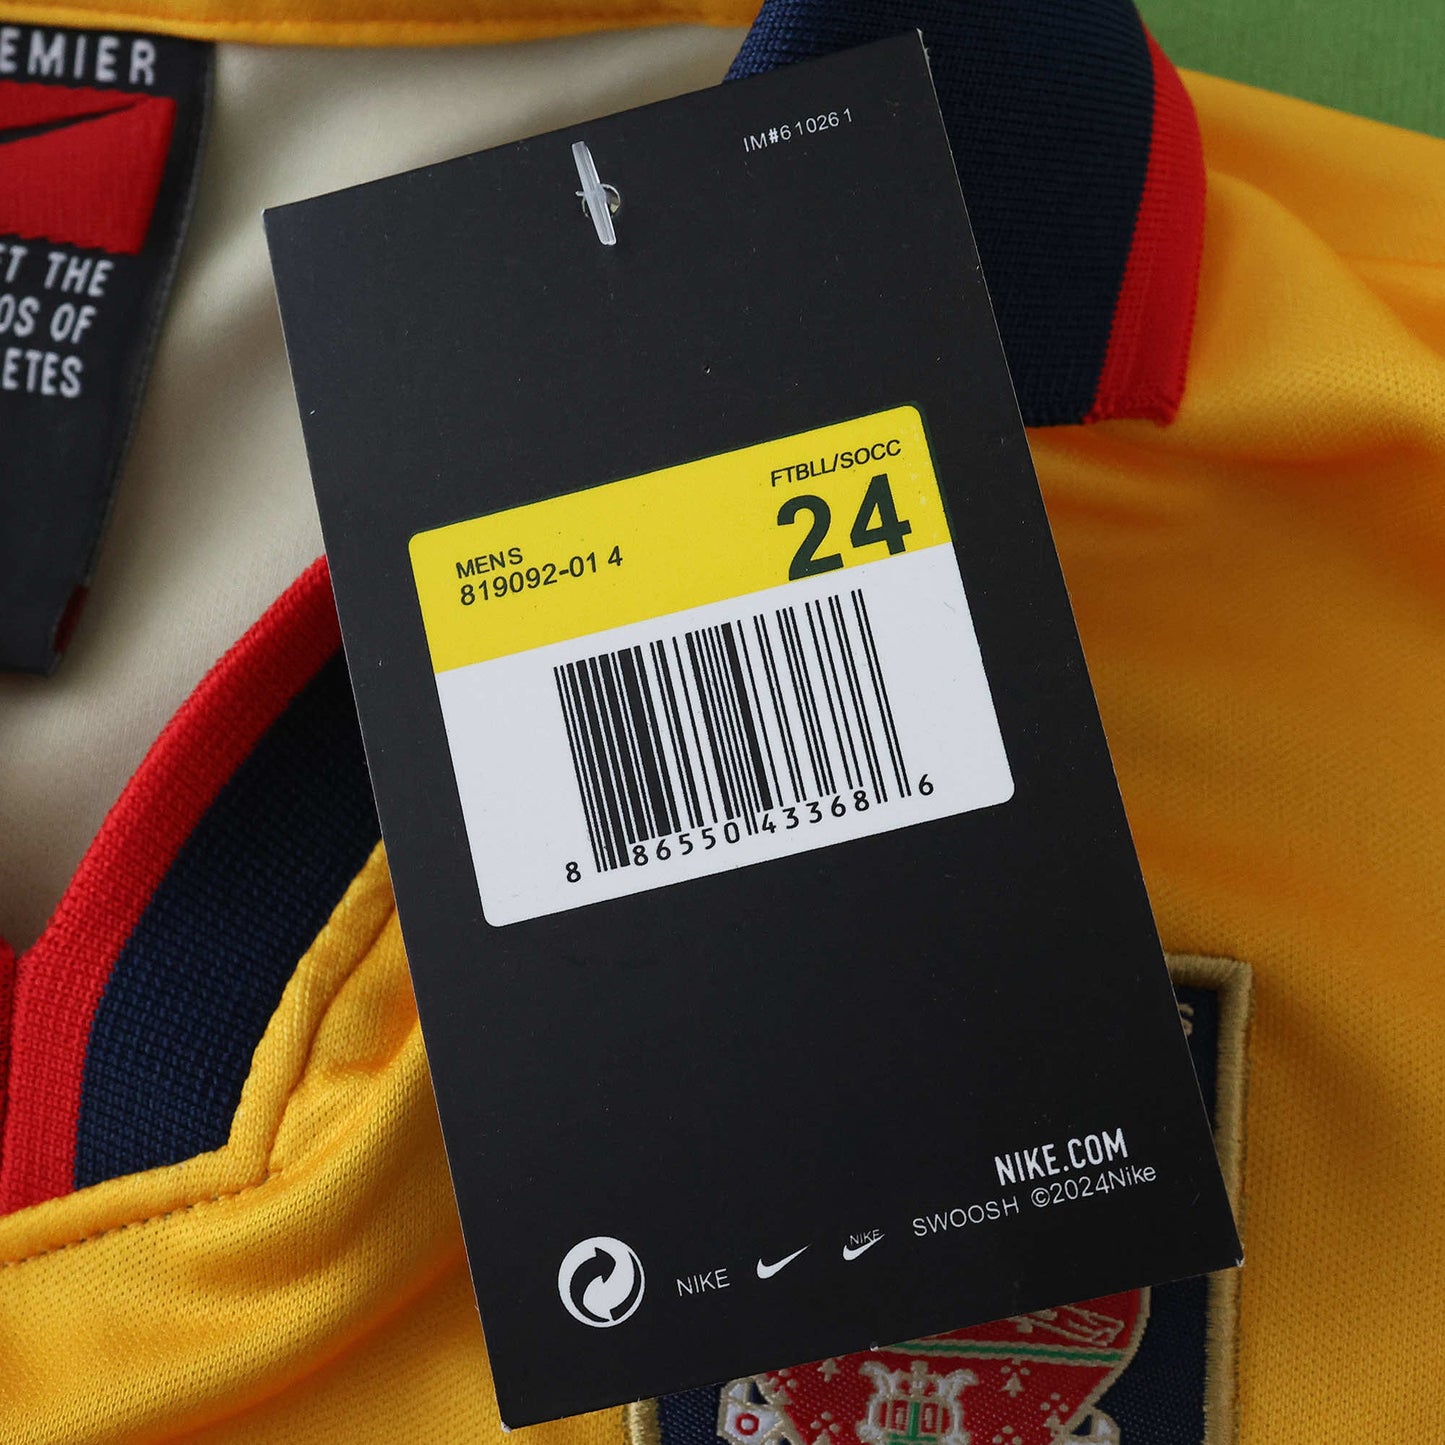 EMIER
ET THE
OS OF
ETES
IM#610261
FTBLL/SOCC
24
MENS
819092-01 4
8 86550 43368 6
NIKE.COM
SWOOSH ©2024Nike
NIKE
NIKE